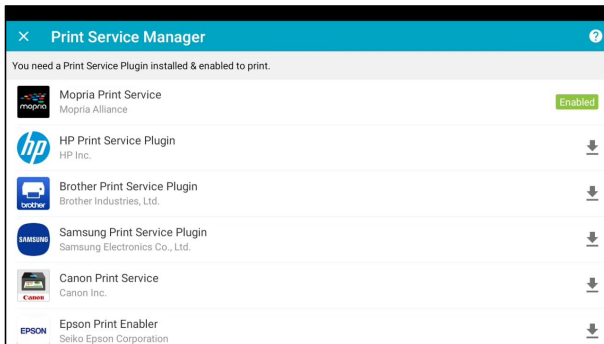 Print Service Manager
?
You need a Print Service Plugin installed & enabled to print.
mopria
Mopria Print Service
Mopria Alliance
Enabled
hp
HP Print Service Plugin
HP Inc.
brother
Brother Print Service Plugin
Brother Industries, Ltd.
SAMSUNG
Samsung Print Service Plugin
Samsung Electronics Co., Ltd.
Canon
Canon Print Service
Canon Inc.
EPSON
Epson Print Enabler
Seiko Epson Corporation